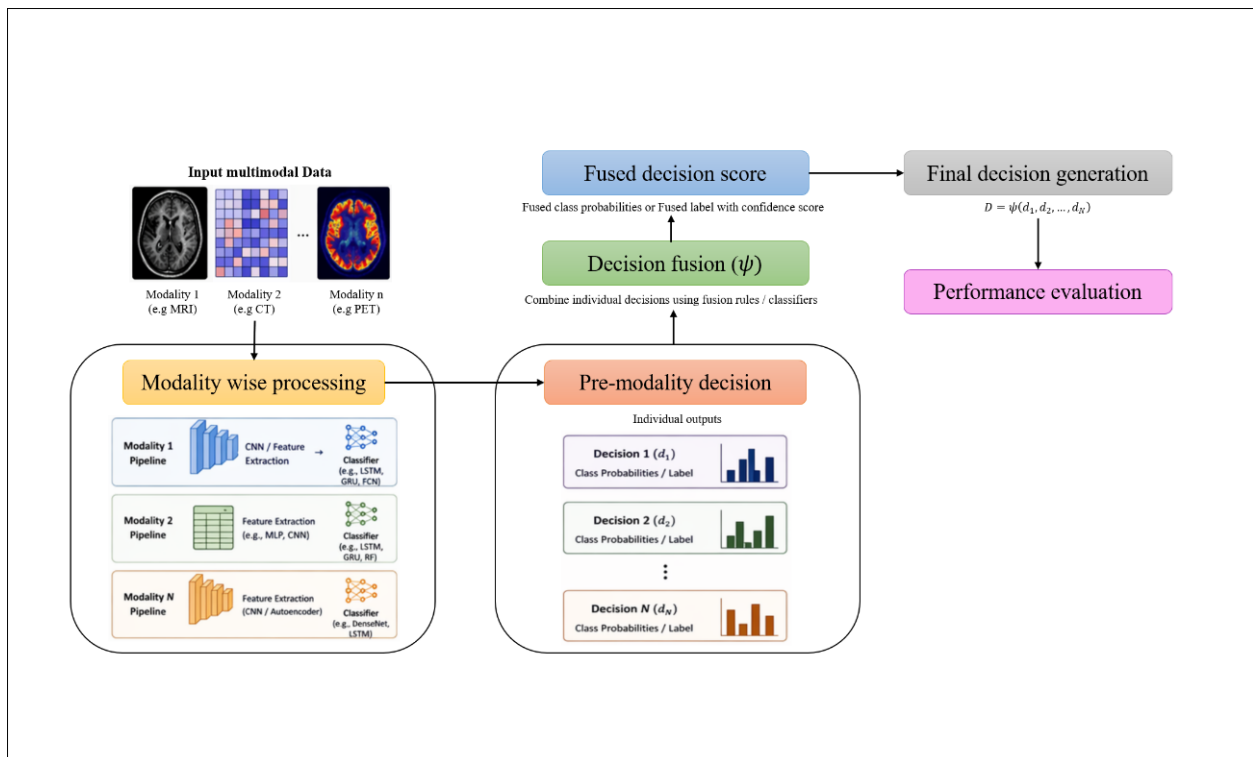 Input multimodal Data
...
Modality 1
(e.g MRI)
Modality 2
(e.g CT)
Modality n
(e.g PET)
Modality wise processing
Modality 1
Pipeline
CNN / Feature
Extraction
→
Classifier
(e.g., LSTM,
GRU, FCN)
Modality 2
Pipeline
Feature Extraction
(e.g., MLP, CNN)
Classifier
(e.g., LSTM,
GRU, RF)
Modality N
Pipeline
Feature Extraction
(CNN / Autoencoder)
Classifier
(e.g., DenseNet,
LSTM)
Pre-modality decision
Individual outputs
Decision 1 (d₁)
Class Probabilities / Label
Decision 2 (d₂)
Class Probabilities / Label
⋮
Decision N (d_N)
Class Probabilities / Label
Decision fusion (ψ)
Combine individual decisions using fusion rules / classifiers
Fused decision score
Fused class probabilities or Fused label with confidence score
Final decision generation
D = ψ(d₁, d₂, ..., d_N)
Performance evaluation